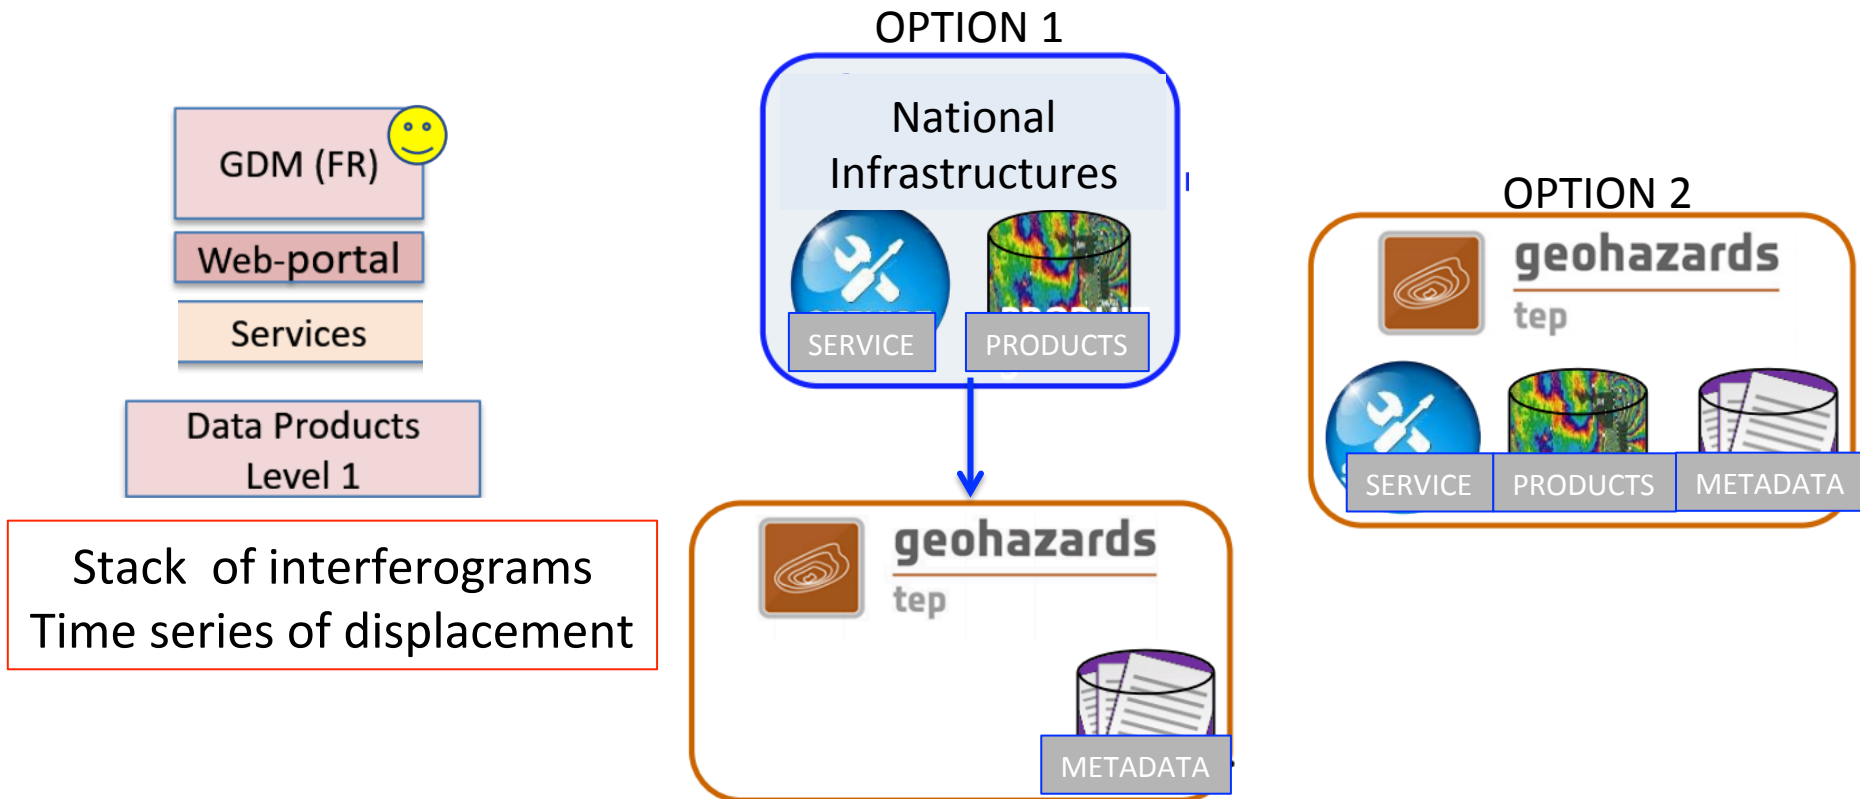 GDM (FR)
Web-portal
Services
Data Products
Level 1
Stack of interferograms
Time series of displacement
OPTION 1
National
Infrastructures
SERVICE
PRODUCTS
geohazards
tep
METADATA
OPTION 2
geohazards
tep
SERVICE
PRODUCTS
METADATA